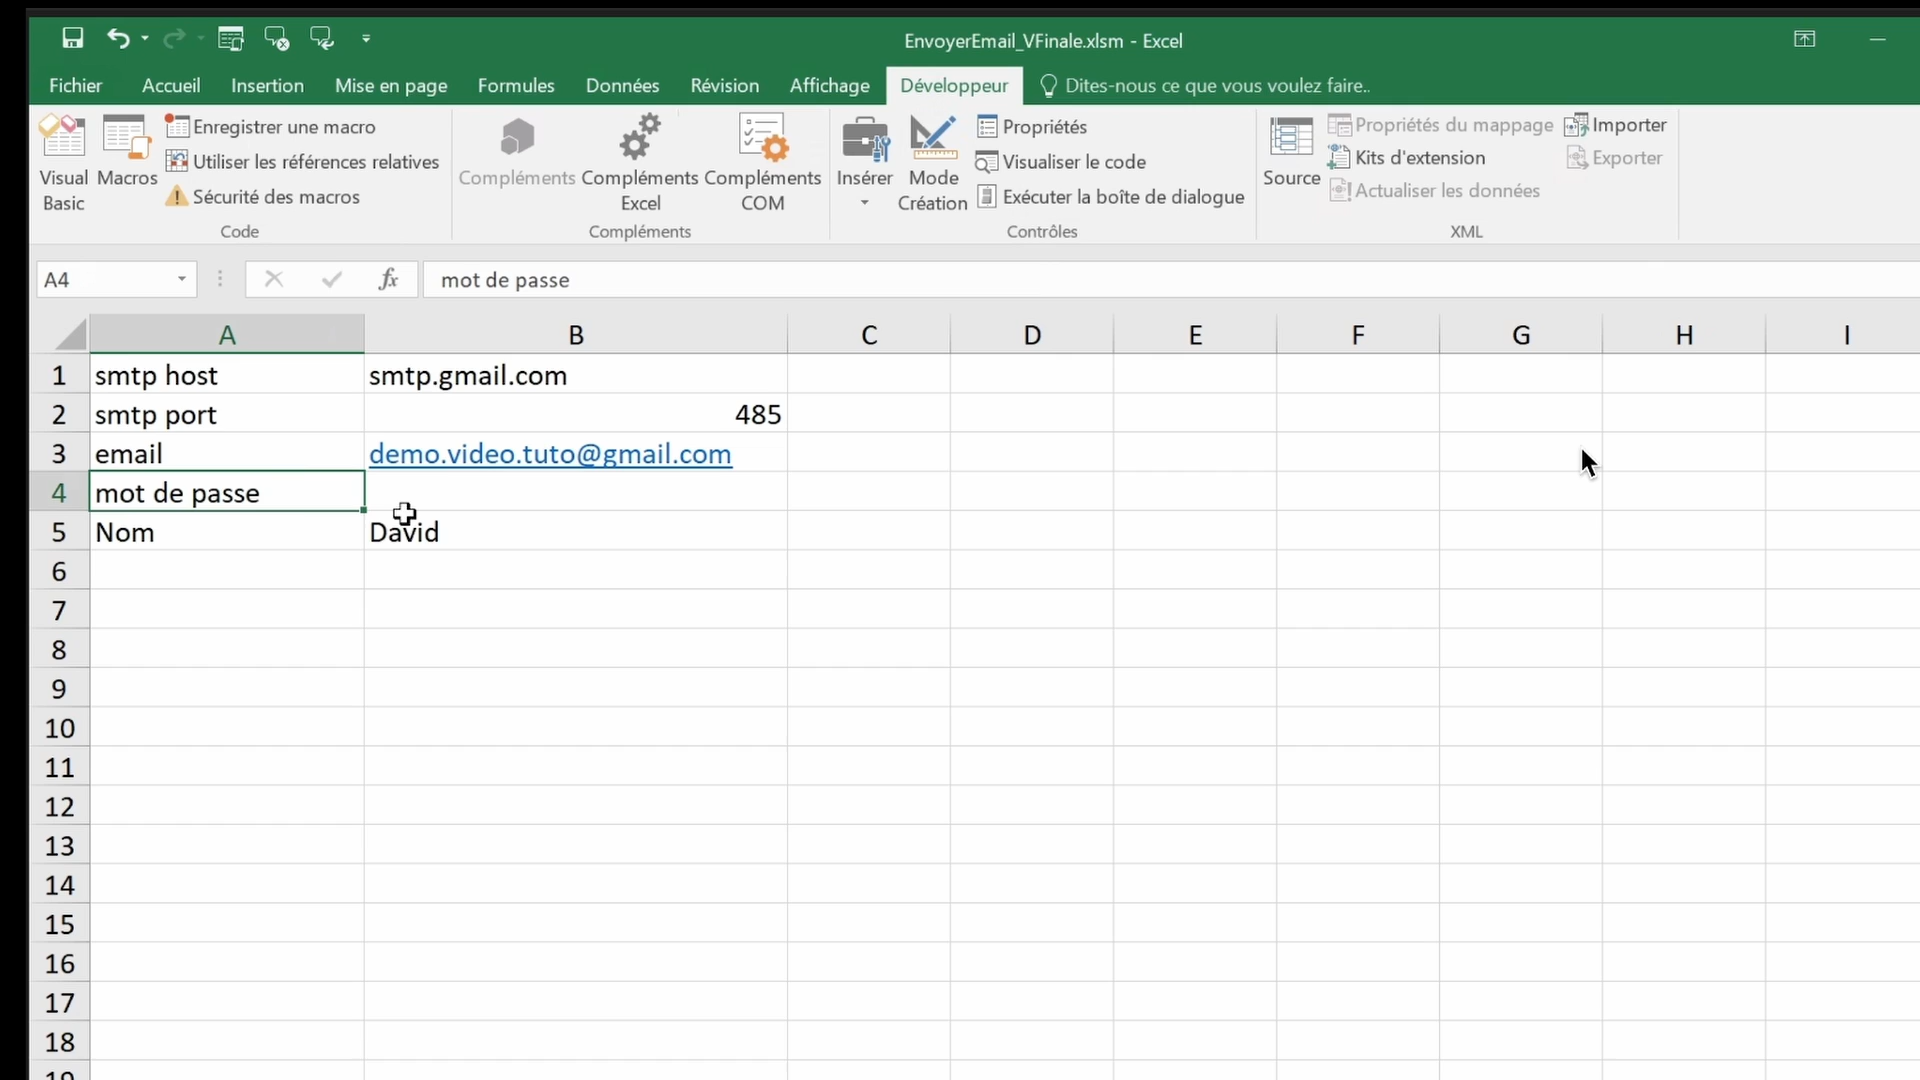 EnvoyerEmail_VFinale.xlsm - Excel
Fichier Accueil Insertion Mise en page Formules Données Révision Affichage Développeur Dites-nous ce que vous voulez faire..
Visual Basic
Macros
Enregistrer une macro
Utiliser les références relatives
Sécurité des macros
Code
Compléments
Compléments Excel
Compléments COM
Compléments
Insérer
Mode Création
Propriétés
Visualiser le code
Exécuter la boîte de dialogue
Contrôles
Source
Propriétés du mappage
Kits d'extension
Actualiser les données
Importer
Exporter
XML
A4 fx mot de passe
A B C D E F G H I
1 smtp host smtp.gmail.com
2 smtp port 485
3 email demo.video.tuto@gmail.com
4 mot de passe
5 Nom David
6
7
8
9
10
11
12
13
14
15
16
17
18
19